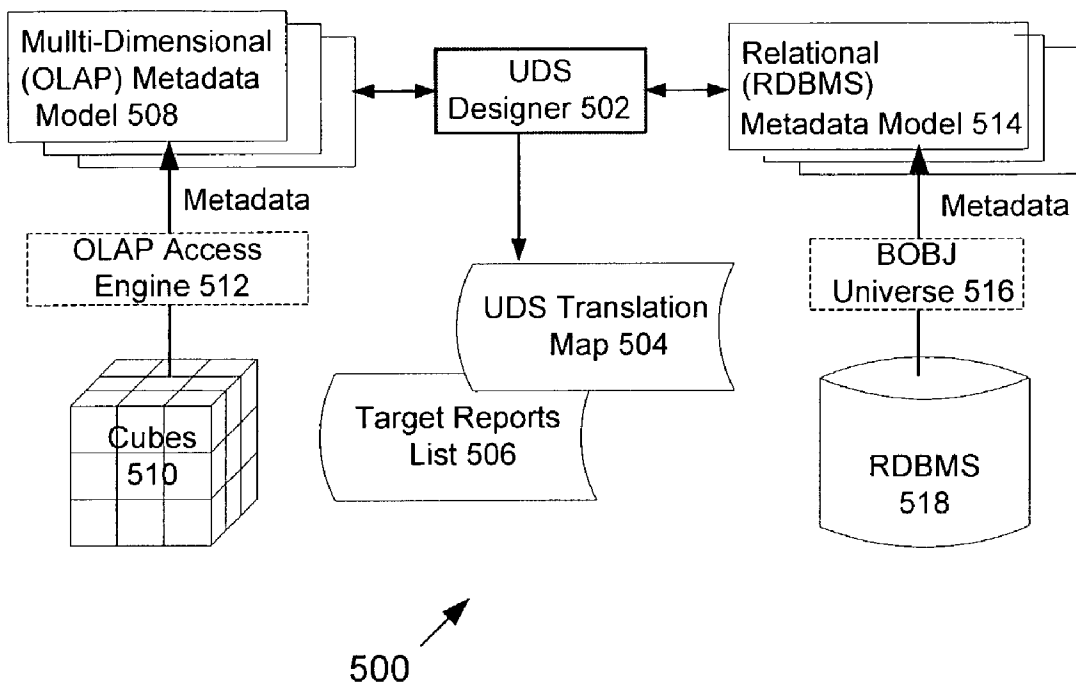 Mullti-Dimensional
(OLAP) Metadata
Model 508
UDS
Designer 502
Relational
(RDBMS)
Metadata Model 514
Metadata
Metadata
OLAP Access
Engine 512
BOBJ
Universe 516
UDS Translation
Map 504
Target Reports
List 506
Cubes
510
RDBMS
518
500